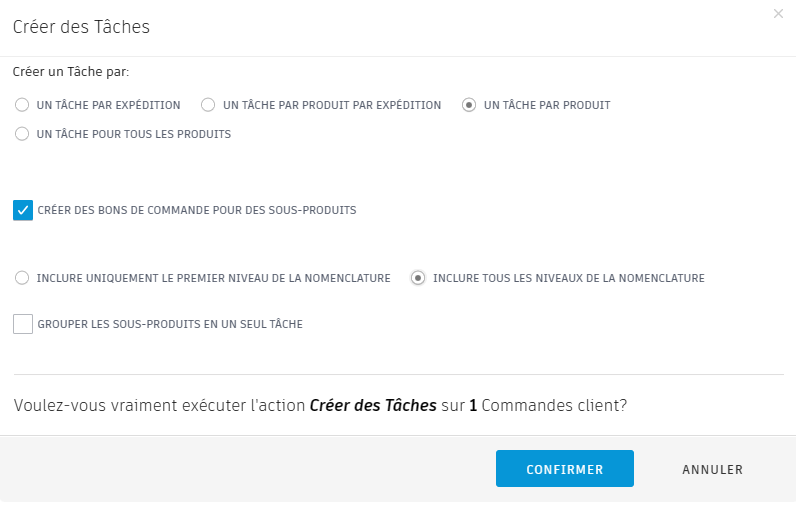 Créer des Tâches
Créer un Tâche par:
UN TÂCHE PAR EXPÉDITION UN TÂCHE PAR PRODUIT PAR EXPÉDITION UN TÂCHE PAR PRODUIT
UN TÂCHE POUR TOUS LES PRODUITS
CRÉER DES BONS DE COMMANDE POUR DES SOUS-PRODUITS
INCLURE UNIQUEMENT LE PREMIER NIVEAU DE LA NOMENCLATURE INCLURE TOUS LES NIVEAUX DE LA NOMENCLATURE
GROUPER LES SOUS-PRODUITS EN UN SEUL TÂCHE
Voulez-vous vraiment exécuter l'action Créer des Tâches sur 1 Commandes client?
CONFIRMER ANNULER